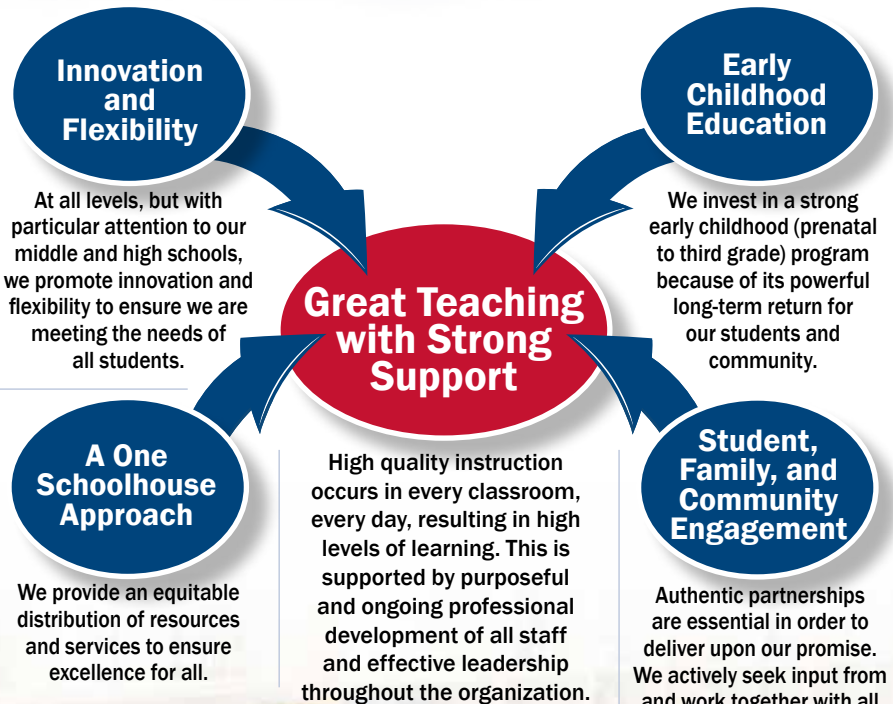 Innovation
and
Flexibility
At all levels, but with
particular attention to our
middle and high schools,
we promote innovation and
flexibility to ensure we are
meeting the needs of
all students.
Early
Childhood
Education
We invest in a strong
early childhood (prenatal
to third grade) program
because of its powerful
long-term return for
our students and
community.
Great Teaching
with Strong
Support
High quality instruction
occurs in every classroom,
every day, resulting in high
levels of learning. This is
supported by purposeful
and ongoing professional
development of all staff
and effective leadership
throughout the organization.
A One
Schoolhouse
Approach
We provide an equitable
distribution of resources
and services to ensure
excellence for all.
Student,
Family, and
Community
Engagement
Authentic partnerships
are essential in order to
deliver upon our promise.
We actively seek input from
and work together with all